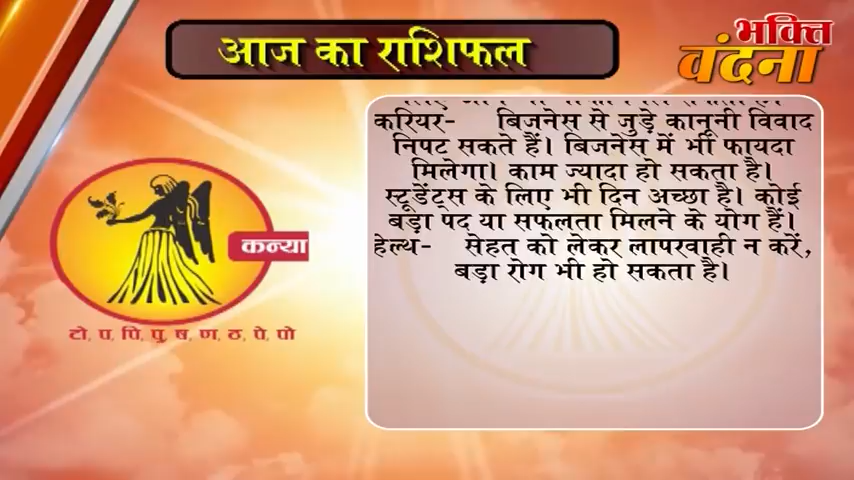 आज का राशिफल
भक्ति
वंदना
करियर- बिजनेस से जुड़े कानूनी विवाद
निपट सकते हैं। बिजनेस में भी फायदा
मिलेगा। काम ज्यादा हो सकता है।
स्टूडेंट्स के लिए भी दिन अच्छा है। कोई
बड़ा पद या सफलता मिलने के योग हैं।
हेल्थ- सेहत को लेकर लापरवाही न करें,
बड़ा रोग भी हो सकता है।
कन्या
टो, प, पि, पु, ष, ण, ठ, पे, पो